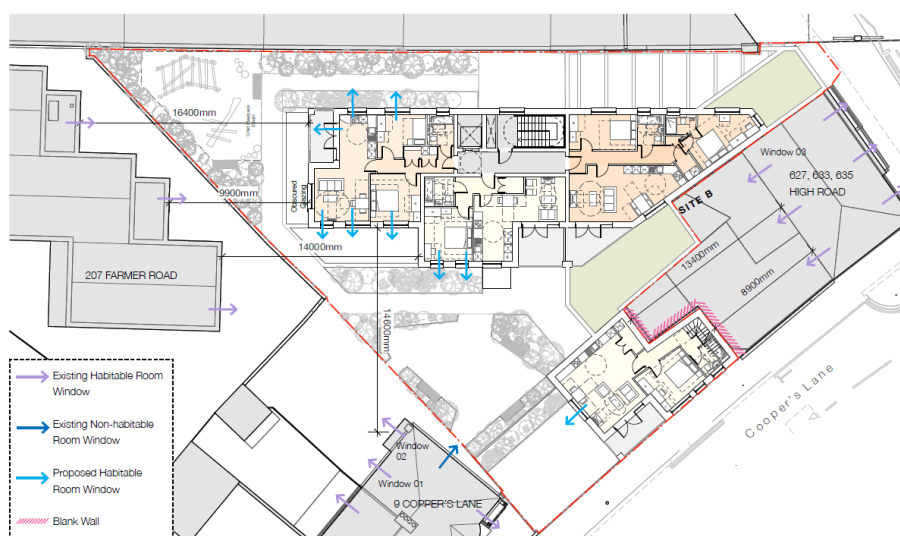 16400mm
9900mm
Obscured
Glazing
14000mm
14600mm
207 FARMER ROAD
Window 03
627, 633, 635
HIGH ROAD
SITE B
13400mm
8900mm
Cooper's Lane
Window
02
Window 01
9 COPPER'S LANE
Existing Habitable Room
Window
Existing Non-habitable
Room Window
Proposed Habitable
Room Window
Blank Wall